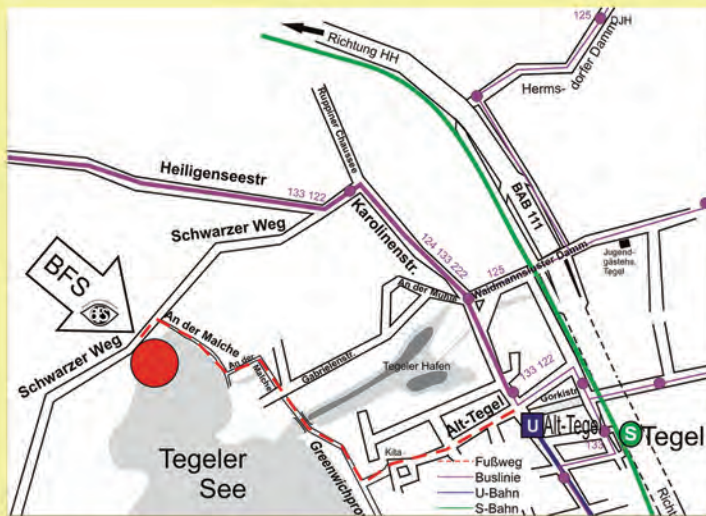 125
DJH
Richtung HH
Herms-
dorfer Damm
Ruppiner Chaussee
Heiligenseestr
133 122
BAB 111
Schwarzer Weg
Karolinenstr.
124 133 222
Waidmannsluster Damm
125
Jugend-
gästehs.
Tegel
BFS
An der Mühle
An der Malche
Schwarzer Weg
An der
Malche
Gabrielenstr.
Tegeler Hafen
133 122
Gorkistr
Alt-Tegel
U Alt-Tegel
S Tegel
133
Tegeler
See
Greenwichpro
Kita
Fußweg
Buslinie
U-Bahn
S-Bahn